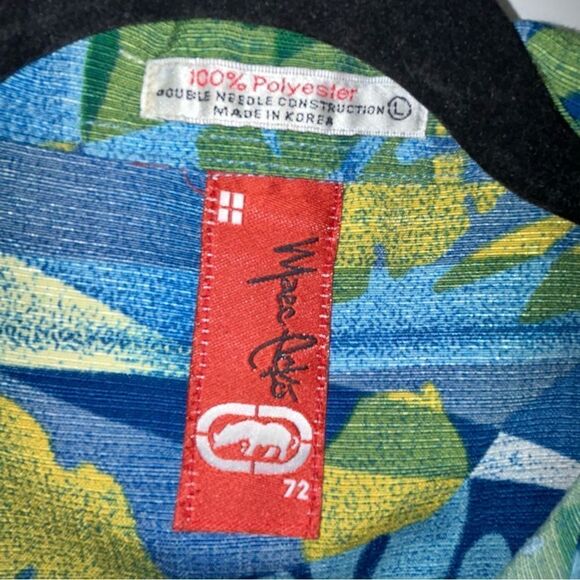 100% Polyester
DOUBLE NEEDLE CONSTRUCTION L
MADE IN KOREA
Marc Ecko
72